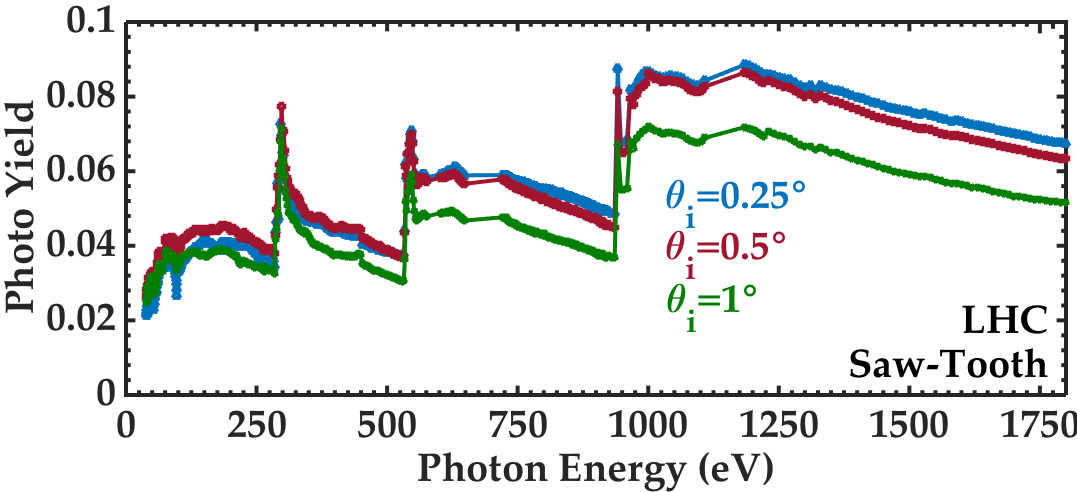 0.1
0.08
0.06
0.04
0.02
0
Photo Yield
θi=0.25°
θi=0.5°
θi=1°
LHC
Saw-Tooth
0 250 500 750 1000 1250 1500 1750
Photon Energy (eV)